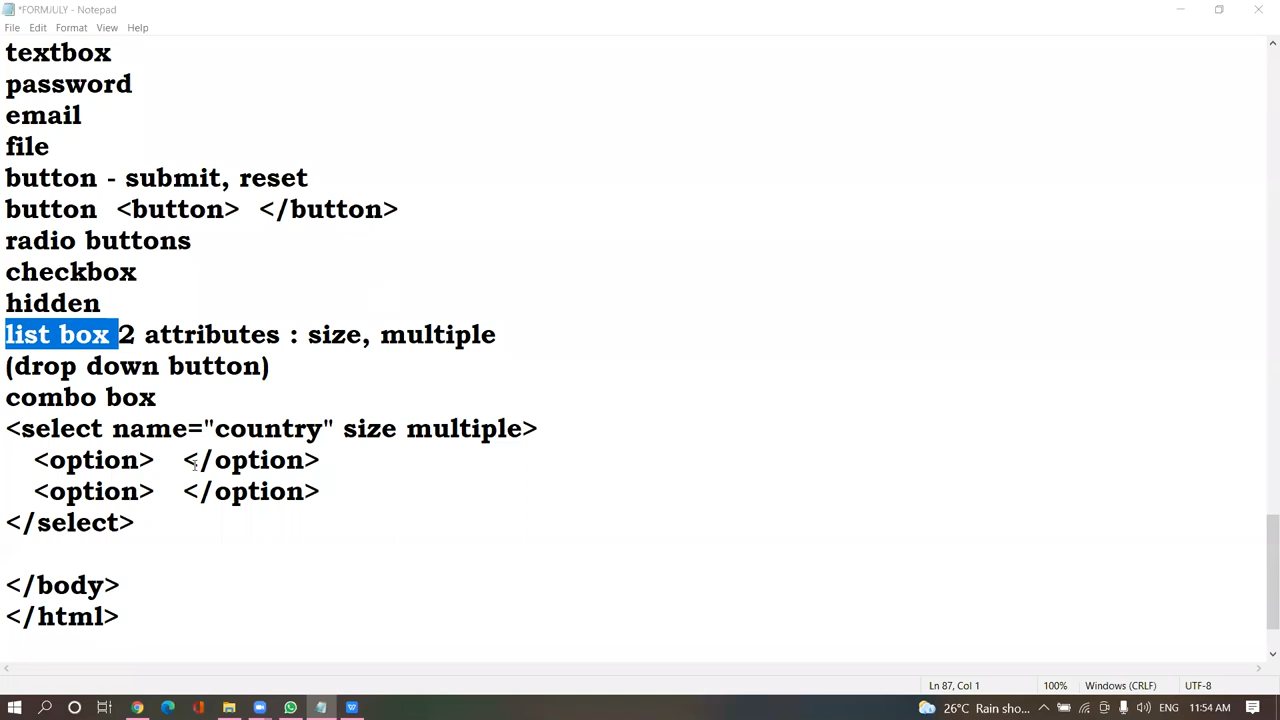 *FORMJULY - Notepad
File Edit Format View Help
textbox
password
email
file
button - submit, reset
button <button> </button>
radio buttons
checkbox
hidden
list box 2 attributes : size, multiple
(drop down button)
combo box
<select name="country" size multiple>
<option> </option>
<option> </option>
</select>
</body>
</html>
Ln 87, Col 1 100% Windows (CRLF) UTF-8
26°C Rain sho... ENG 11:54 AM